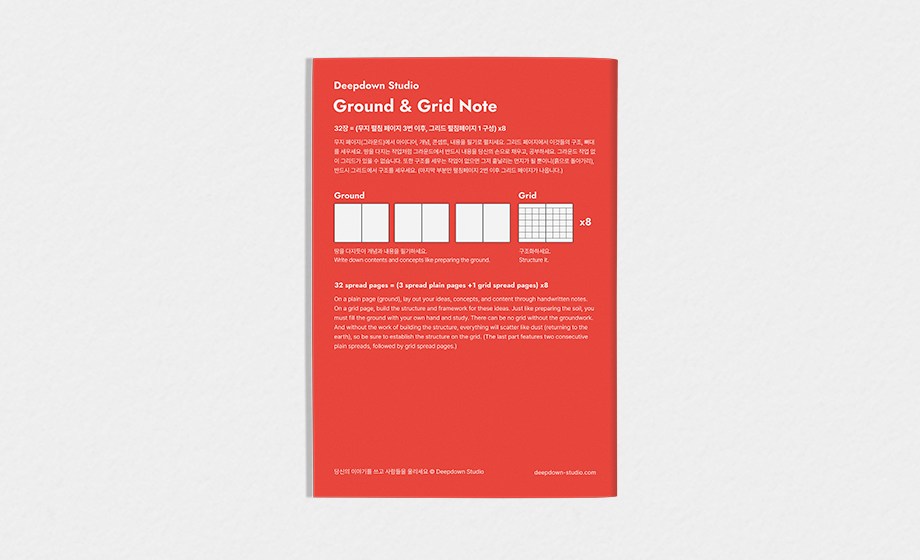 Deepdown Studio
Ground & Grid Note
32장 = (무지 펼침 페이지 3번 이후, 그리드 펼침페이지 1 구성) x8
무지 페이지(그라운드)에서 아이디어, 개념, 콘셉트, 내용을 필기로 펼치세요. 그리드 페이지에서 이것들의 구조, 뼈대
를 세우세요. 땅을 다지는 작업처럼 그라운드에서 반드시 내용을 당신의 손으로 채우고, 공부하세요. 그라운드 작업 없
이 그리드가 있을 수 없습니다. 또한 구조를 세우는 작업이 없으면 그저 흩날리는 먼지가 될 뿐이니(흙으로 돌아가리),
반드시 그리드에서 구조를 세우세요. (마지막 부분만 펼침페이지 2번 이후 그리드 페이지가 나옵니다.)
Ground
Grid
x8
땅을 다지듯이 개념과 내용을 필기하세요.
Write down contents and concepts like preparing the ground.
구조화하세요.
Structure it.
32 spread pages = (3 spread plain pages +1 grid spread pages) x8
On a plain page (ground), lay out your ideas, concepts, and content through handwritten notes.
On a grid page, build the structure and framework for these ideas. Just like preparing the soil, you
must fill the ground with your own hand and study. There can be no grid without the groundwork.
And without the work of building the structure, everything will scatter like dust (returning to the
earth), so be sure to establish the structure on the grid. (The last part features two consecutive
plain spreads, followed by grid spread pages.)
당신의 이야기를 쓰고 사람들을 울리세요 © Deepdown Studio
deepdown-studio.com